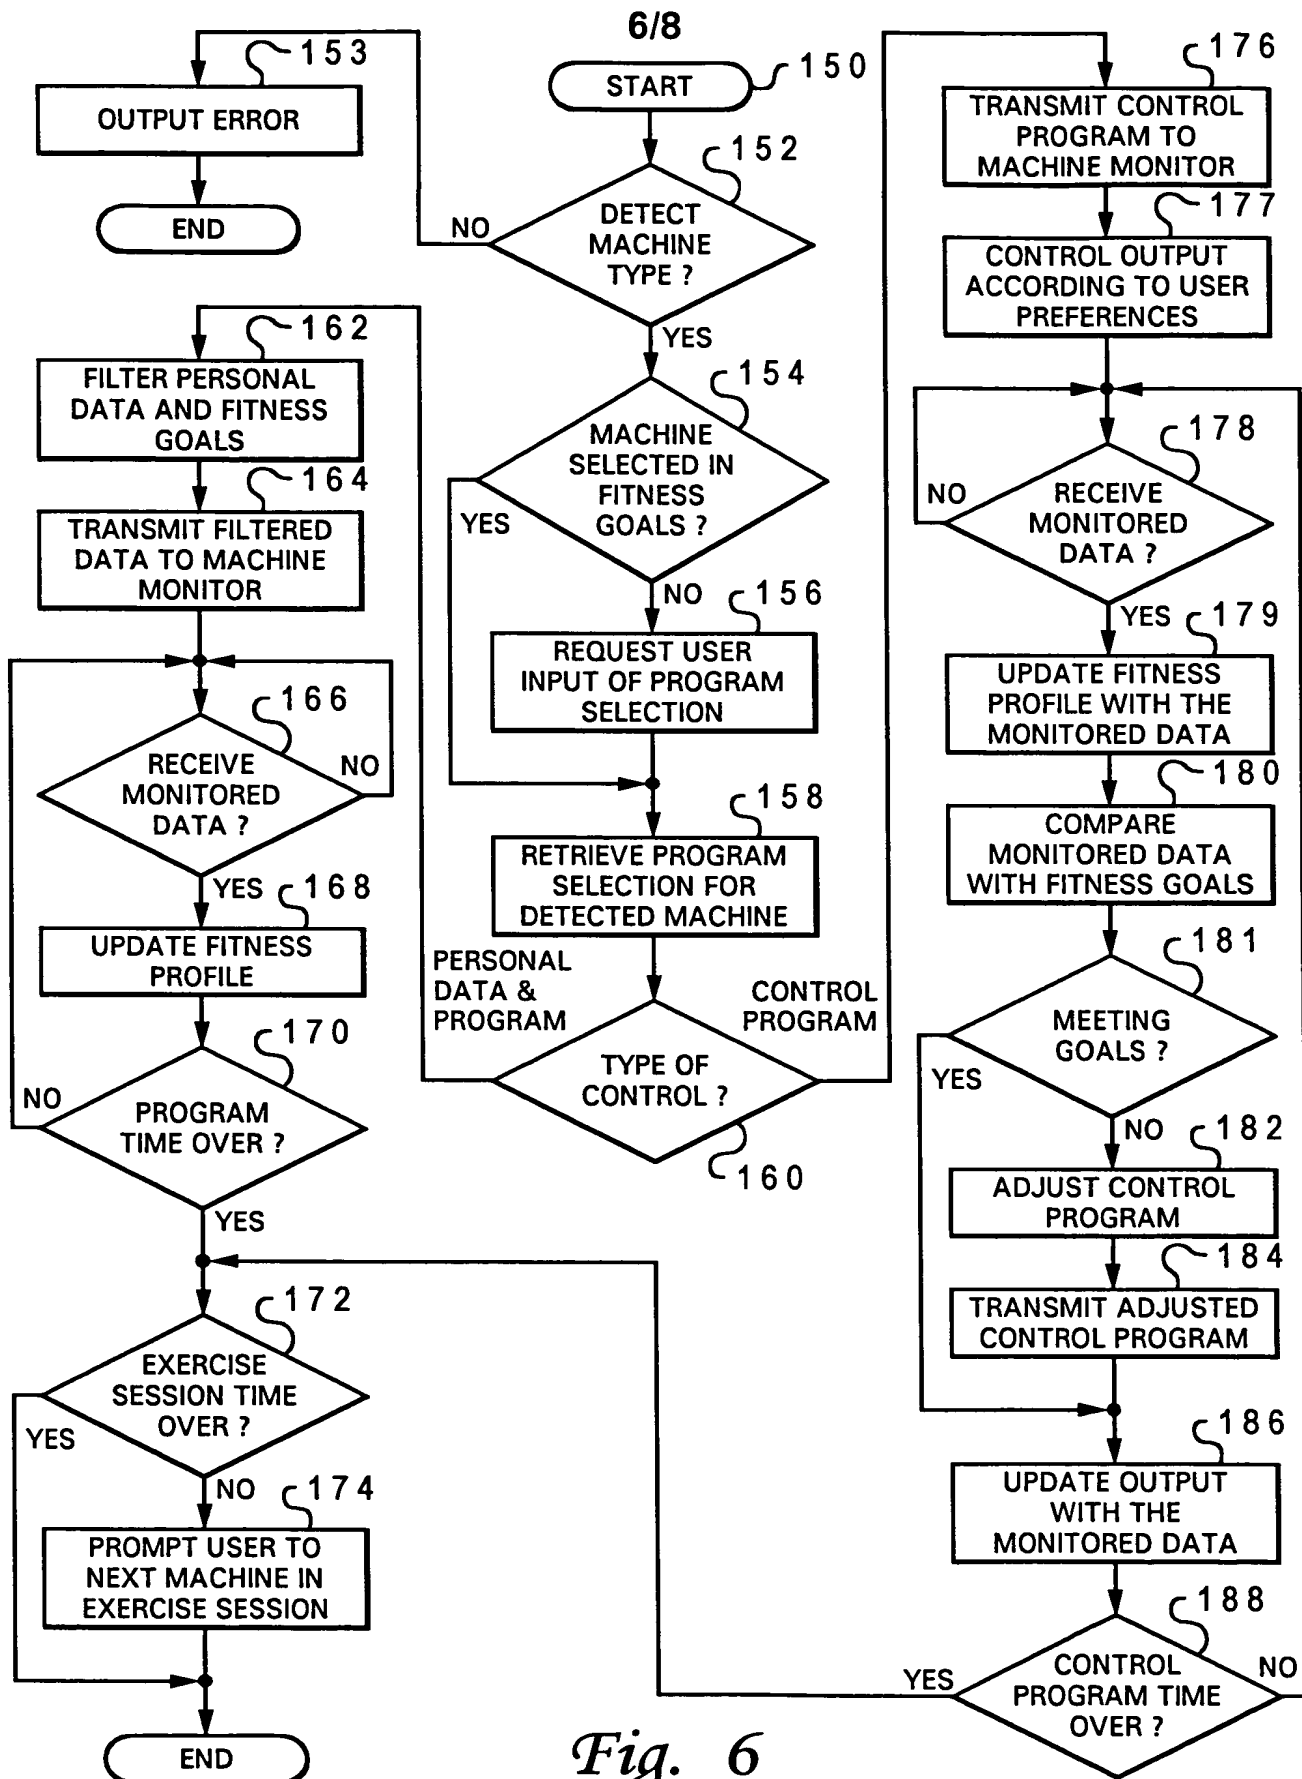 6/8
START
150
152
DETECT
MACHINE
TYPE ?
NO
YES
153
OUTPUT ERROR
END
154
MACHINE
SELECTED IN
FITNESS
GOALS ?
YES
NO
156
REQUEST USER
INPUT OF PROGRAM
SELECTION
158
RETRIEVE PROGRAM
SELECTION FOR
DETECTED MACHINE
PERSONAL
DATA &
PROGRAM
CONTROL
PROGRAM
TYPE OF
CONTROL ?
160
162
FILTER PERSONAL
DATA AND FITNESS
GOALS
164
TRANSMIT FILTERED
DATA TO MACHINE
MONITOR
166
RECEIVE
MONITORED
DATA ?
NO
YES
168
UPDATE FITNESS
PROFILE
170
PROGRAM
TIME OVER ?
NO
YES
172
EXERCISE
SESSION TIME
OVER ?
YES
NO
174
PROMPT USER TO
NEXT MACHINE IN
EXERCISE SESSION
END
176
TRANSMIT CONTROL
PROGRAM TO
MACHINE MONITOR
177
CONTROL OUTPUT
ACCORDING TO USER
PREFERENCES
178
RECEIVE
MONITORED
DATA ?
NO
YES
179
UPDATE FITNESS
PROFILE WITH THE
MONITORED DATA
180
COMPARE
MONITORED DATA
WITH FITNESS GOALS
181
MEETING
GOALS ?
YES
NO
182
ADJUST CONTROL
PROGRAM
184
TRANSMIT ADJUSTED
CONTROL PROGRAM
186
UPDATE OUTPUT
WITH THE
MONITORED DATA
188
CONTROL
PROGRAM TIME
OVER ?
YES
NO
Fig. 6